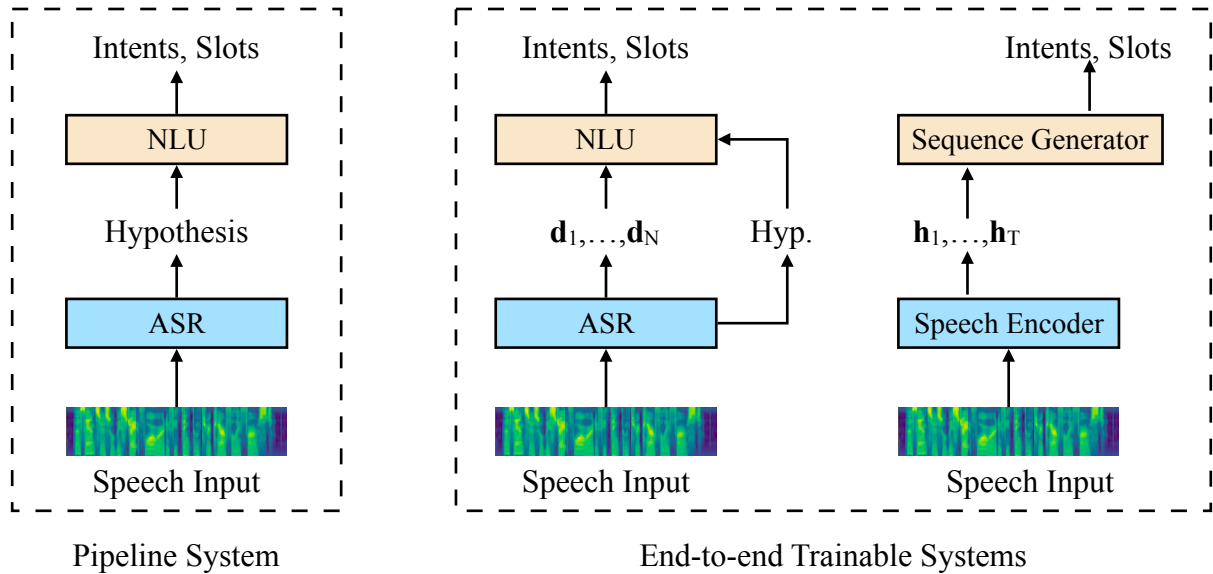 Intents, Slots
NLU
Hypothesis
ASR
Speech Input
Pipeline System
Intents, Slots
NLU
d1,…,dN
Hyp.
ASR
Speech Input
Intents, Slots
Sequence Generator
h1,…,hT
Speech Encoder
Speech Input
End-to-end Trainable Systems